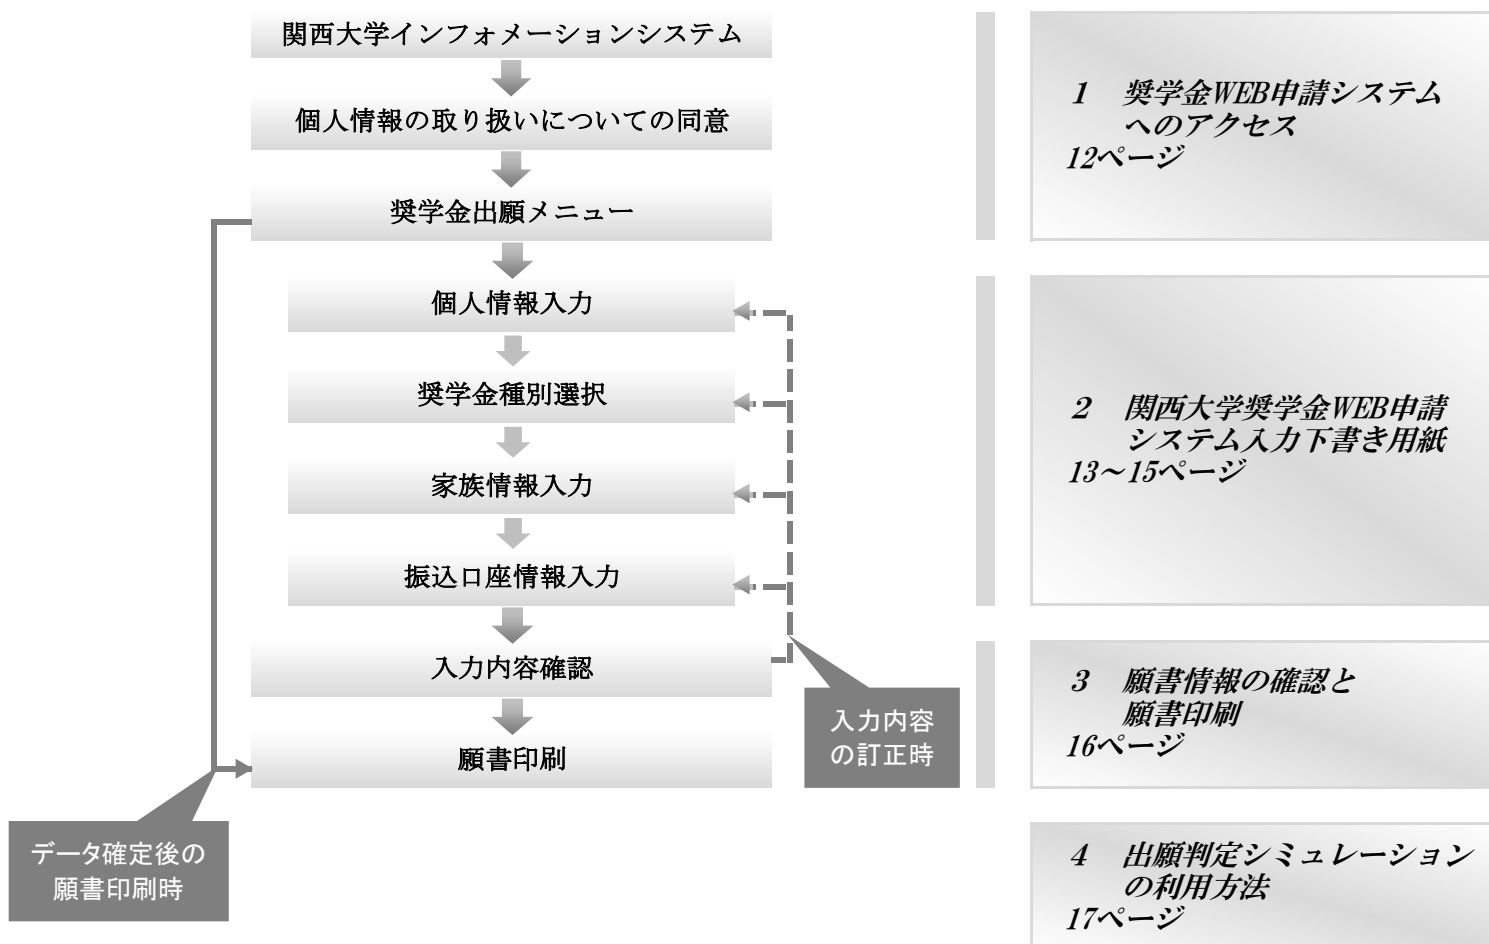 関西大学インフォメーションシステム
個人情報の取り扱いについての同意
奨学金出願メニュー
個人情報入力
奨学金種別選択
家族情報入力
振込口座情報入力
入力内容確認
願書印刷
入力内容
の訂正時
データ確定後の
願書印刷時
1 奨学金WEB申請システム
へのアクセス
12ページ
2 関西大学奨学金WEB申請
システム入力下書き用紙
13～15ページ
3 願書情報の確認と
願書印刷
16ページ
4 出願判定シミュレーション
の利用方法
17ページ